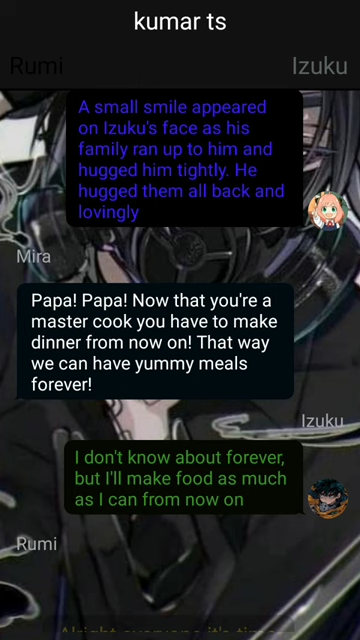 kumar ts
Rumi
Izuku
A small smile appeared
on Izuku's face as his
family ran up to him and
hugged him tightly. He
hugged them all back and
lovingly
Mira
Papa! Papa! Now that you're a
master cook you have to make
dinner from now on! That way
we can have yummy meals
forever!
Izuku
I don't know about forever,
but I'll make food as much
as I can from now on
Rumi